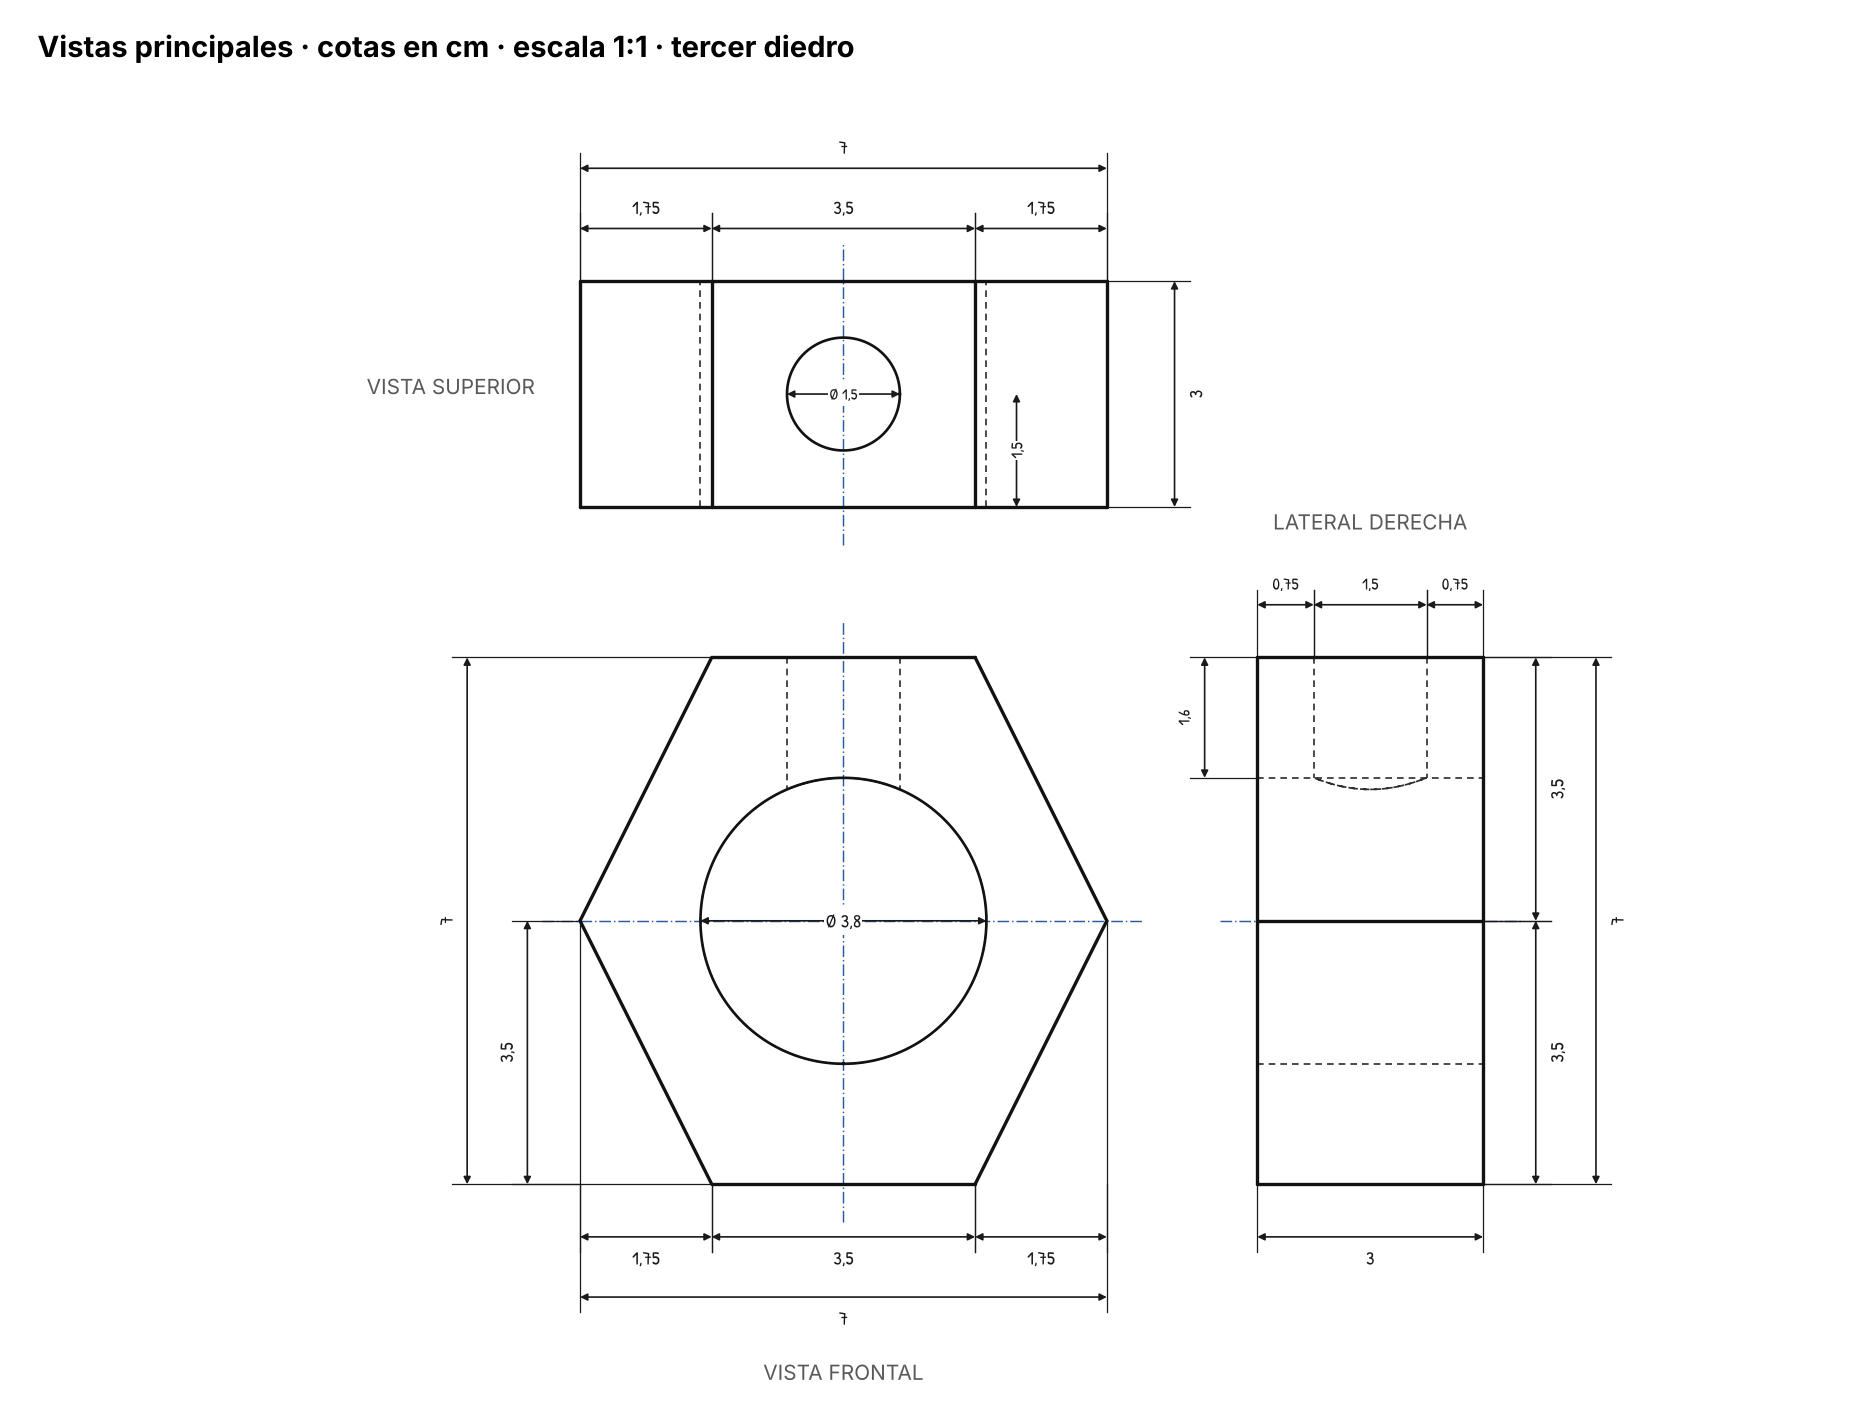 Vistas principales · cotas en cm · escala 1:1 · tercer diedro
7
1,75 3,5 1,75
VISTA SUPERIOR
Ø 1,5
1,5
3
LATERAL DERECHA
0,75 1,5 0,75
1,6
3,5
7
3,5
Ø 3,8
7
3,5
1,75 3,5 1,75
7
3
VISTA FRONTAL